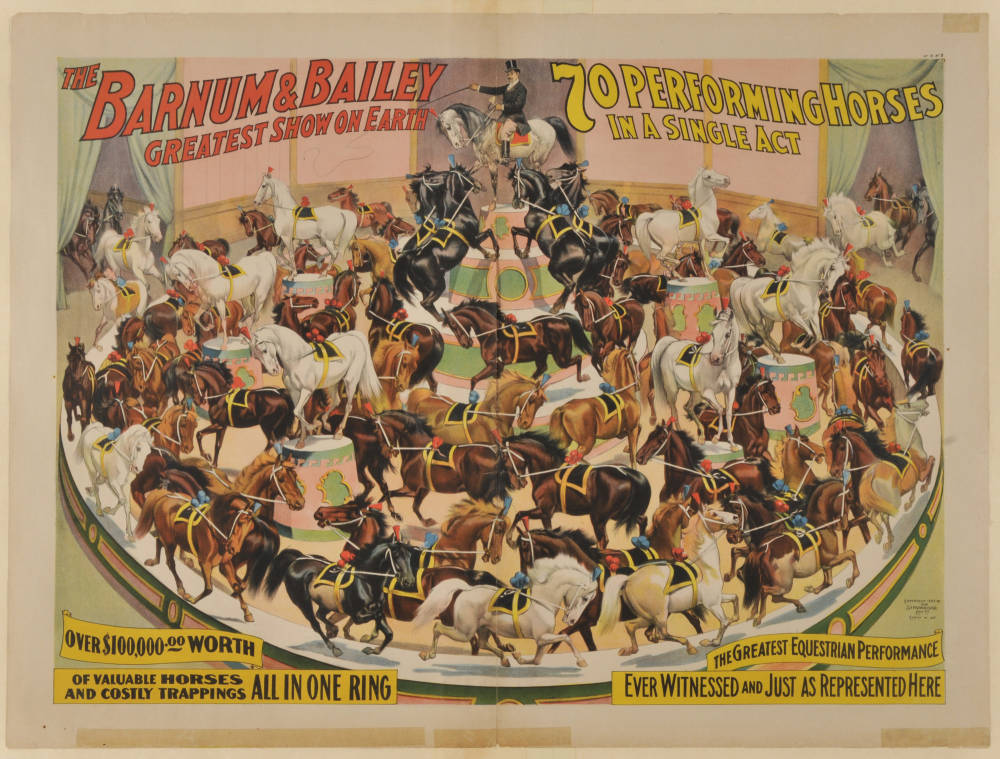 THE
BARNUM & BAILEY
GREATEST SHOW ON EARTH
70 PERFORMING HORSES
IN A SINGLE ACT
OVER $100,000.00 WORTH
OF VALUABLE HORSES
AND COSTLY TRAPPINGS ALL IN ONE RING
THE GREATEST EQUESTRIAN PERFORMANCE
EVER WITNESSED AND JUST AS REPRESENTED HERE